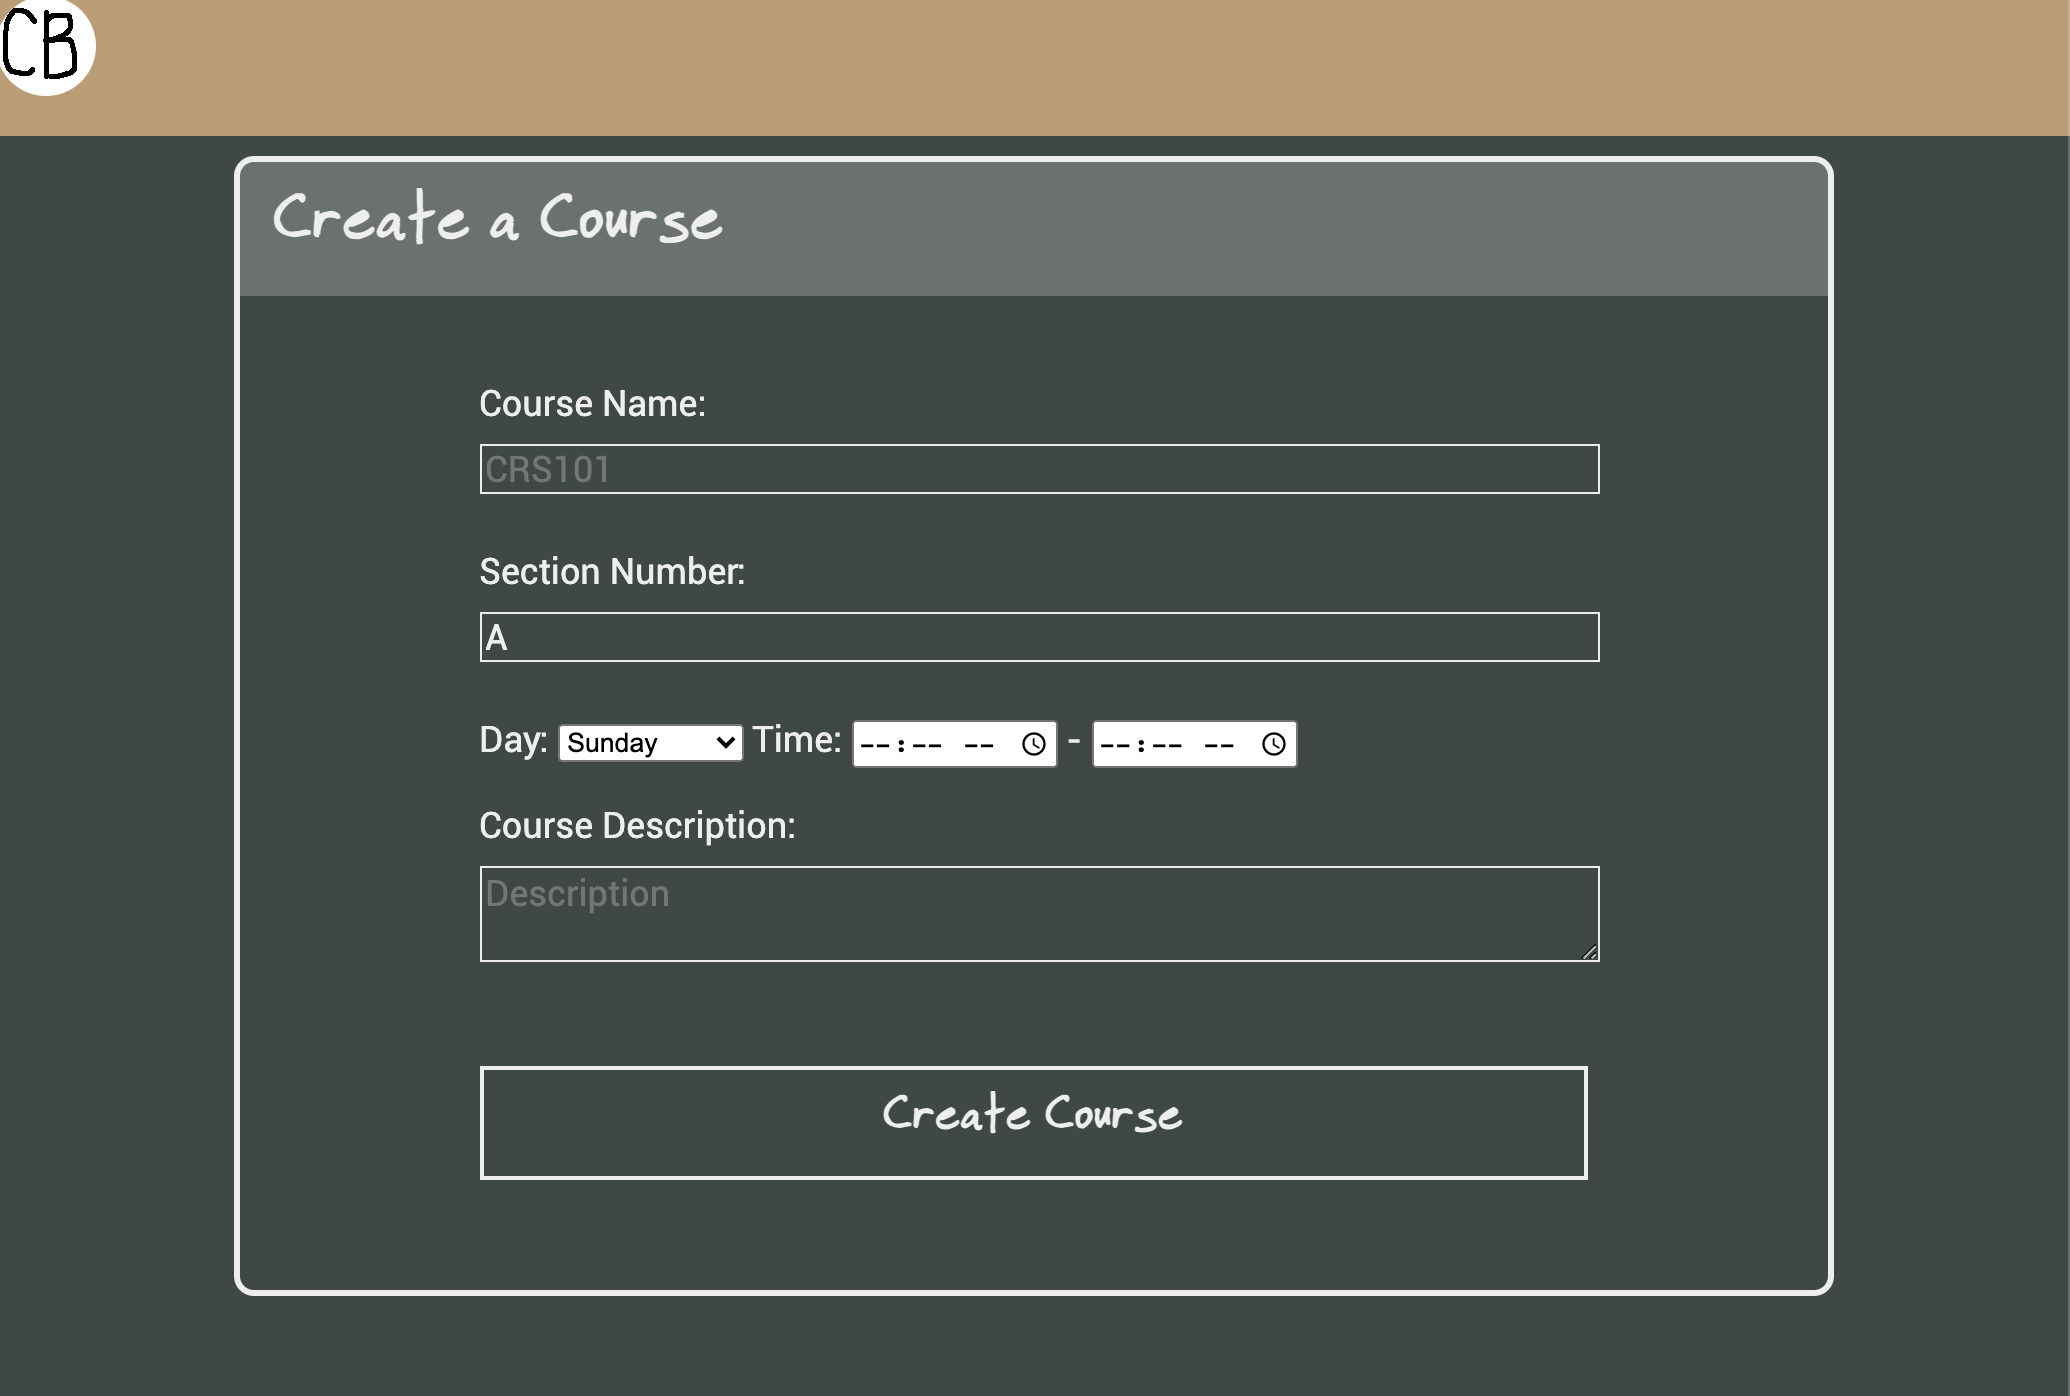 CB
Create a Course
Course Name:
CRS101
Section Number:
A
Day: Sunday Time: --:-- -- - --:-- --
Course Description:
Description
Create Course